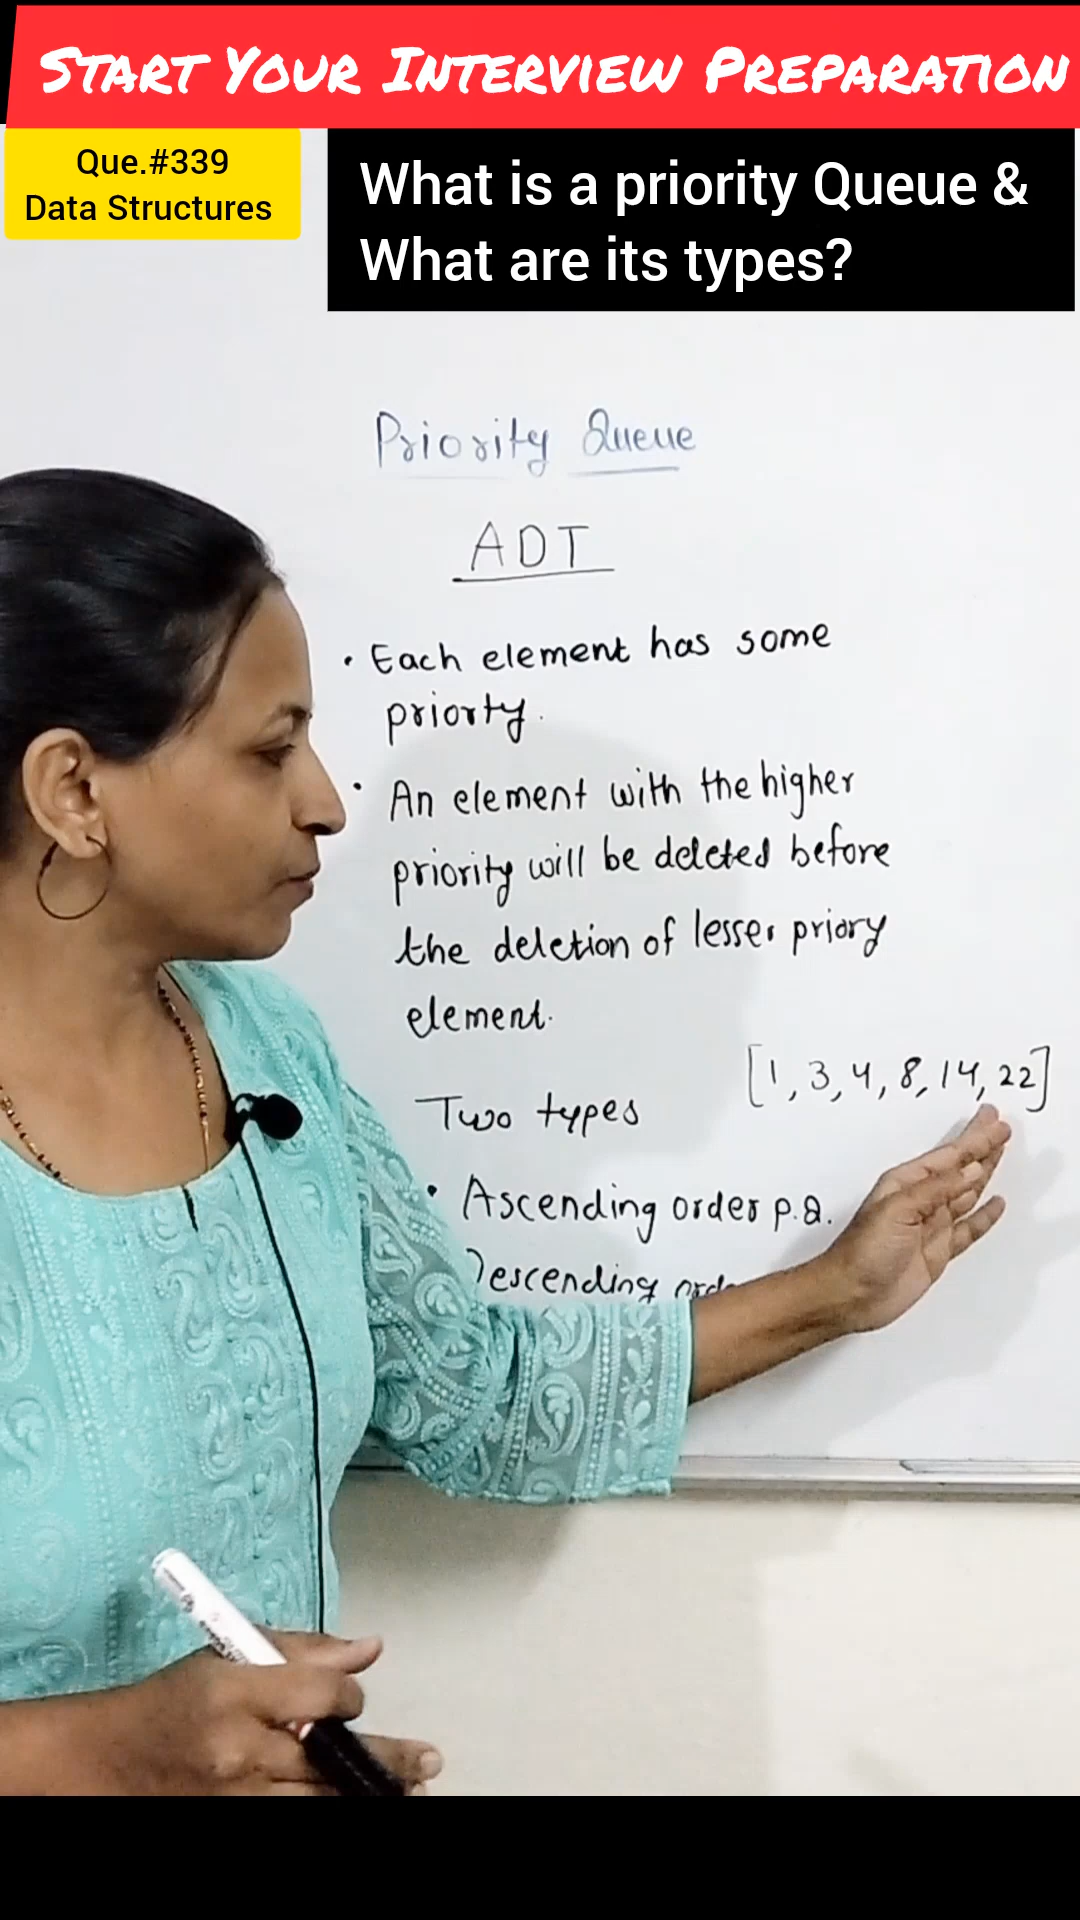 START YOUR INTERVIEW PREPARATION
Que.#339
Data Structures
What is a priority Queue &
What are its types?
Priority Queue
ADT
• Each element has some
priorty.
• An element with the higher
priority will be deleted before
the deletion of lesser priory
element.
[1, 3, 4, 8, 14, 22]
Two types
• Ascending order p.q.
Descending